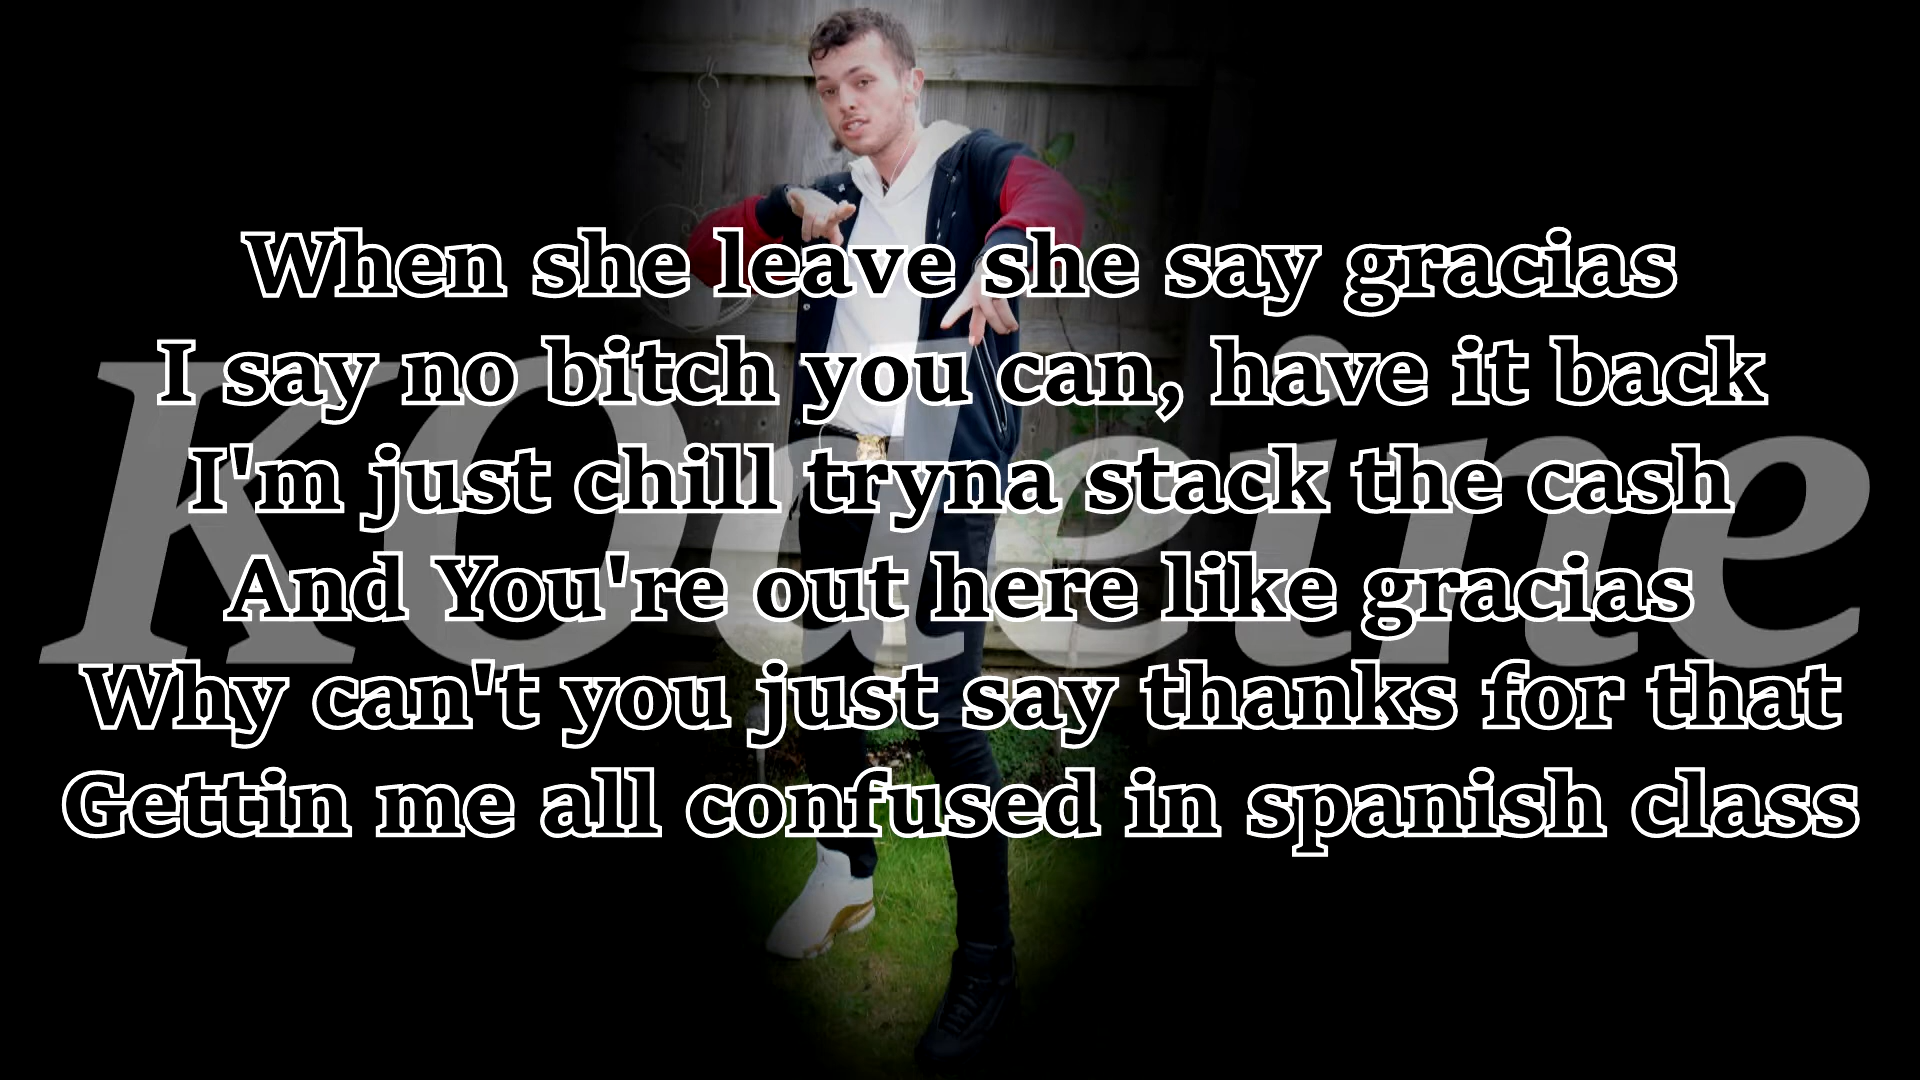 When she leave she say gracias
I say no bitch you can, have it back
I'm just chill tryna stack the cash
And You're out here like gracias
Why can't you just say thanks for that
Gettin me all confused in spanish class
KOdeine